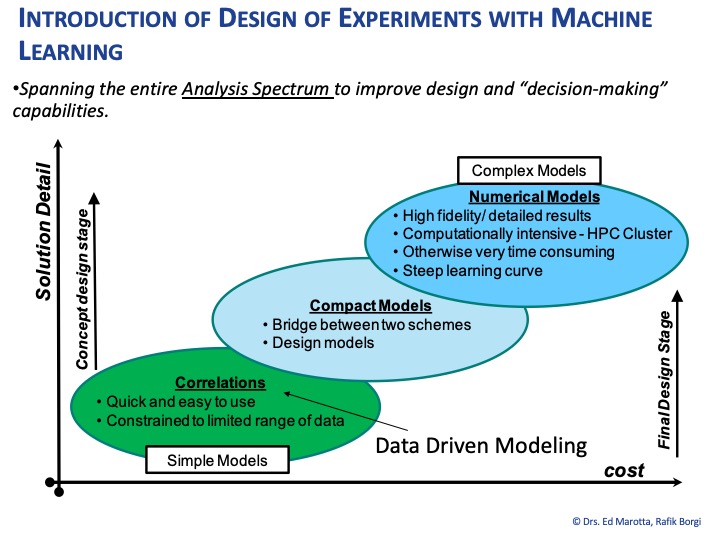 INTRODUCTION OF DESIGN OF EXPERIMENTS WITH MACHINE
LEARNING
•Spanning the entire Analysis Spectrum to improve design and “decision-making”
capabilities.
Solution Detail
Concept design stage
Complex Models
Numerical Models
• High fidelity/ detailed results
• Computationally intensive - HPC Cluster
• Otherwise very time consuming
• Steep learning curve
Compact Models
• Bridge between two schemes
• Design models
Correlations
• Quick and easy to use
• Constrained to limited range of data
Simple Models
Data Driven Modeling
Final Design Stage
cost
© Drs. Ed Marotta, Rafik Borgi